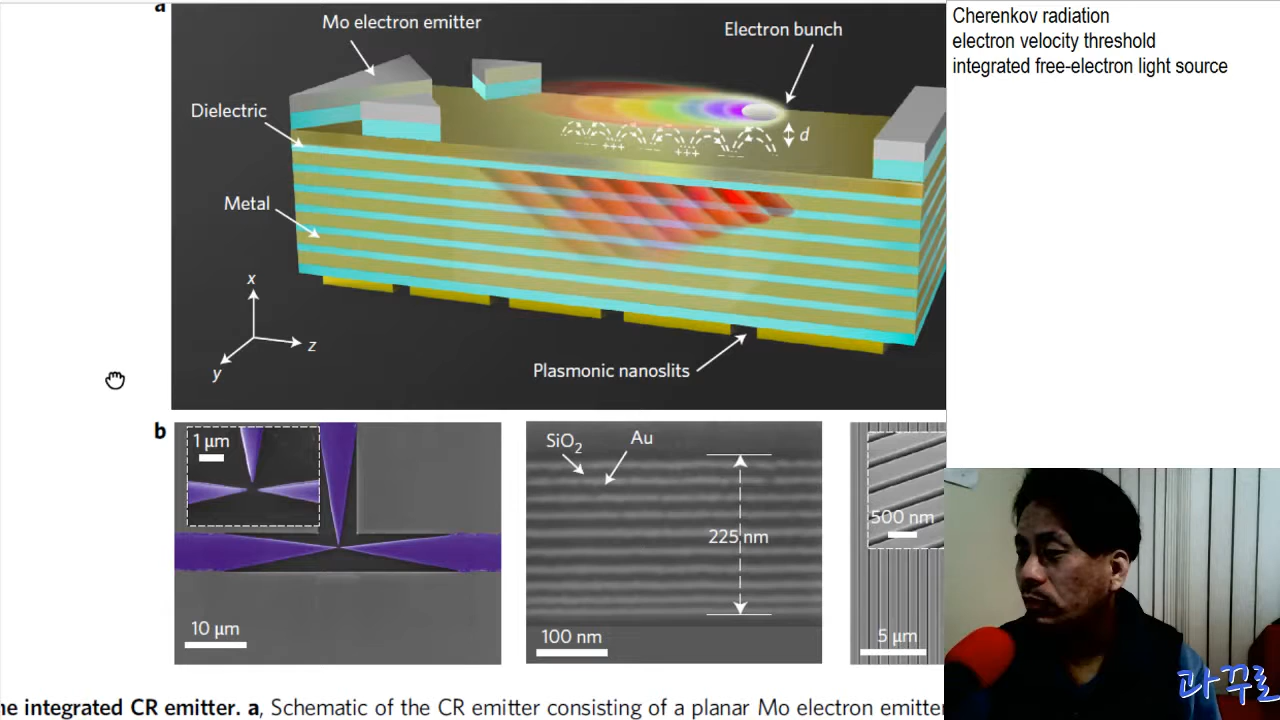 a
Mo electron emitter
Electron bunch
Dielectric
d
Metal
x
z
y
Plasmonic nanoslits
b
1 μm
10 μm
SiO2
Au
225 nm
100 nm
500 nm
5 μm
ne integrated CR emitter. a, Schematic of the CR emitter consisting of a planar Mo electron emitter
Cherenkov radiation
electron velocity threshold
integrated free-electron light source
과꾸로